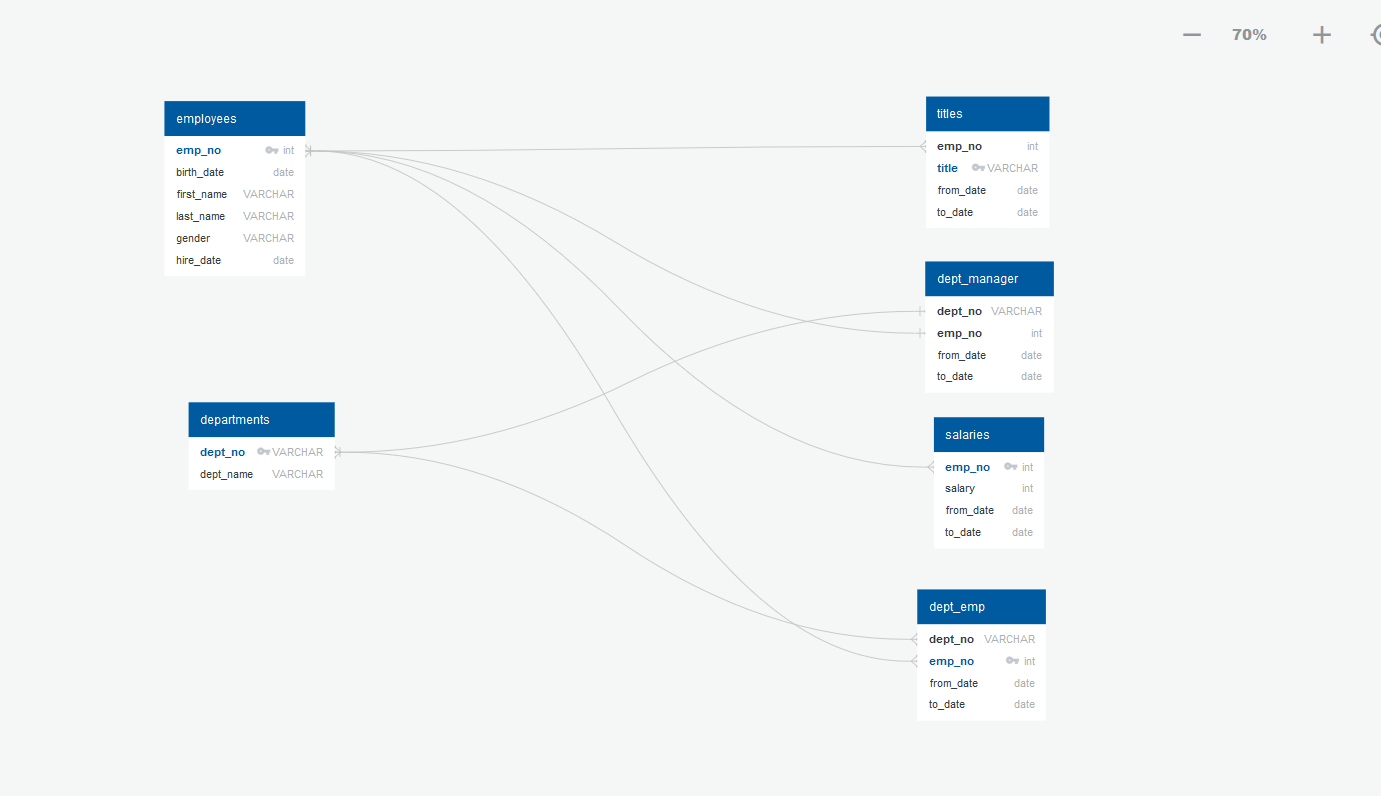 70%
employees
emp_no int
birth_date date
first_name VARCHAR
last_name VARCHAR
gender VARCHAR
hire_date date
departments
dept_no VARCHAR
dept_name VARCHAR
titles
emp_no int
title VARCHAR
from_date date
to_date date
dept_manager
dept_no VARCHAR
emp_no int
from_date date
to_date date
salaries
emp_no int
salary int
from_date date
to_date date
dept_emp
dept_no VARCHAR
emp_no int
from_date date
to_date date